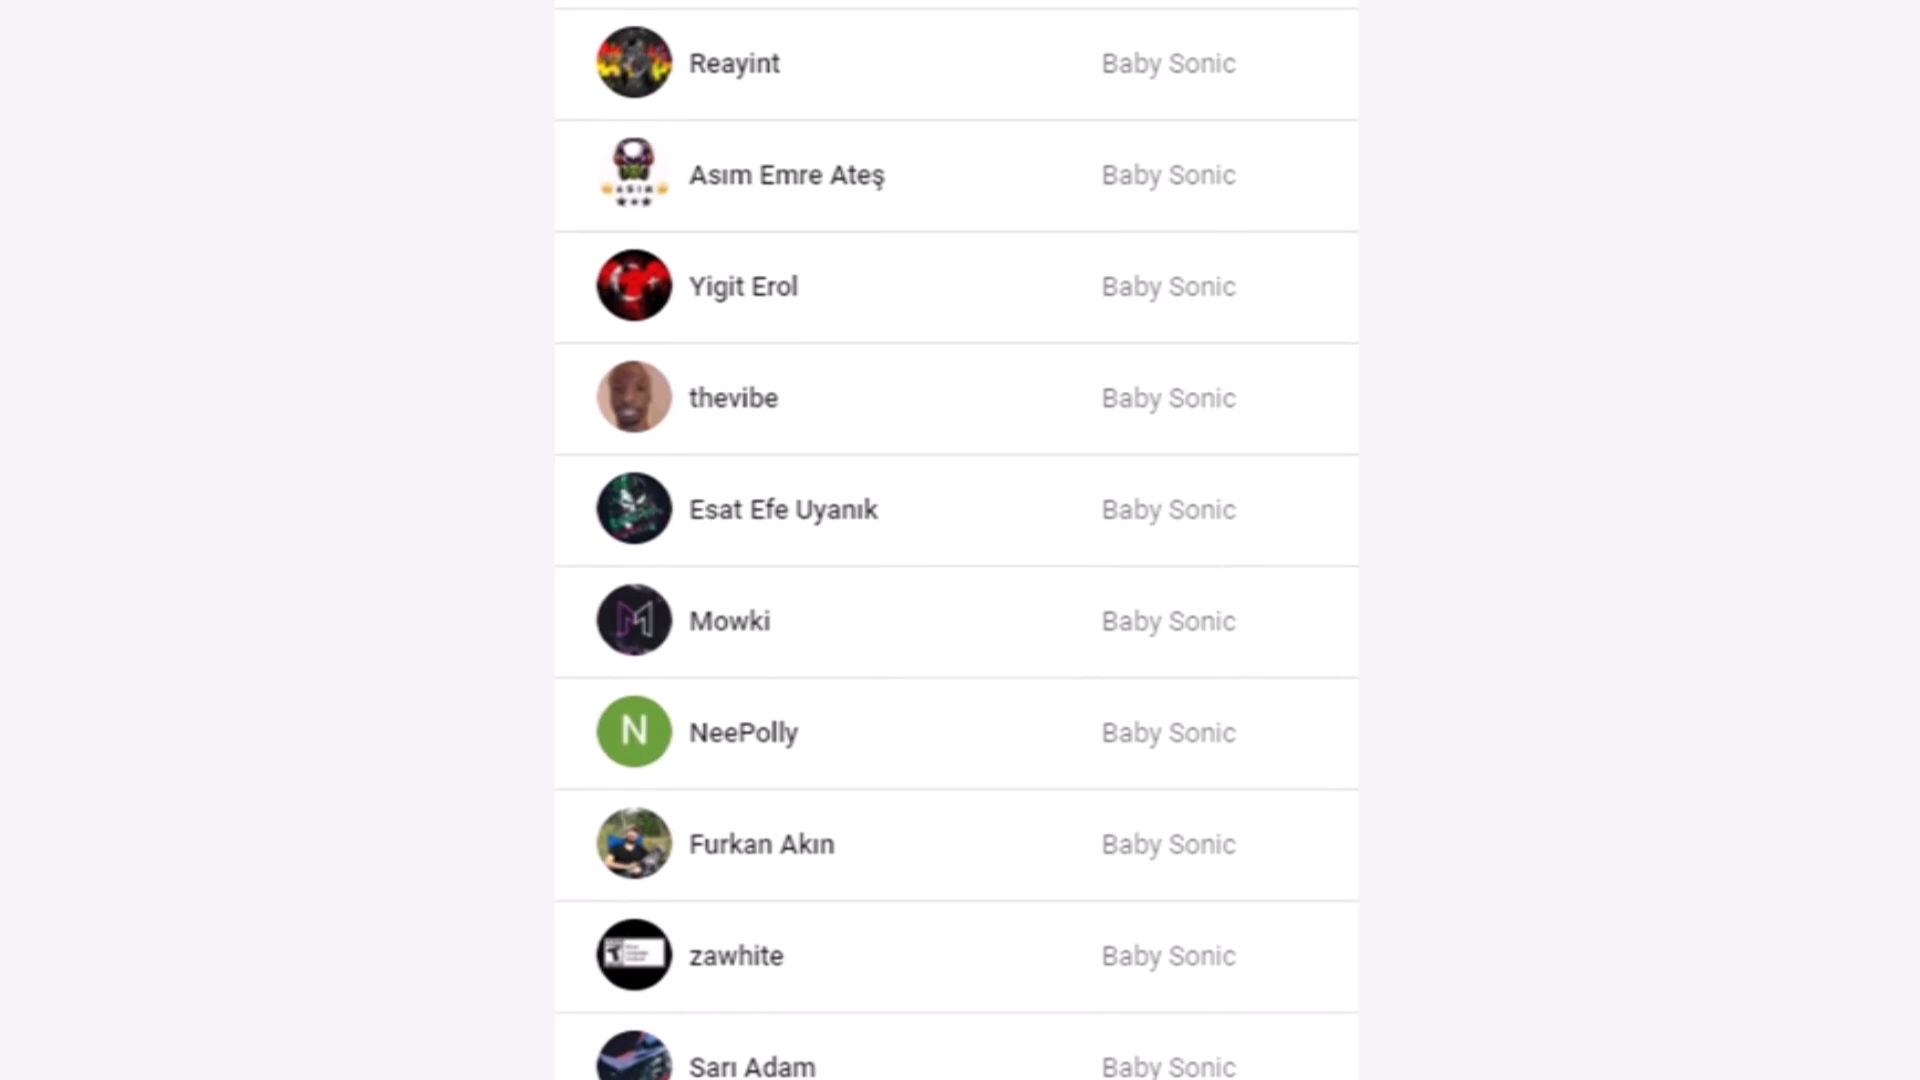 Reayint Baby Sonic
ASIM
Asım Emre Ateş Baby Sonic
Yigit Erol Baby Sonic
thevibe Baby Sonic
Esat Efe Uyanık Baby Sonic
M
Mowki Baby Sonic
N
NeePolly Baby Sonic
Furkan Akın Baby Sonic
T
zawhite Baby Sonic
Sarı Adam Baby Sonic